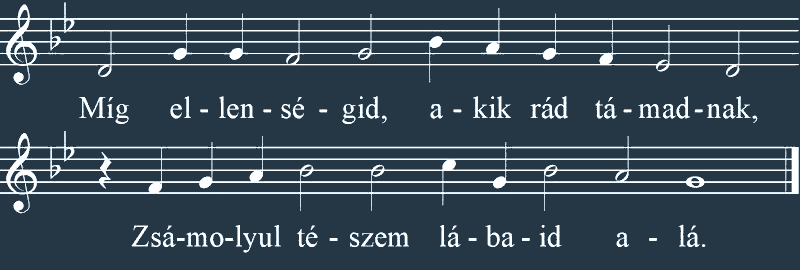 Míg el - len - sé - gid, a - kik rád tá - mad - nak,
Zsá-mo-lyul té - szem lá - ba - id a - lá.